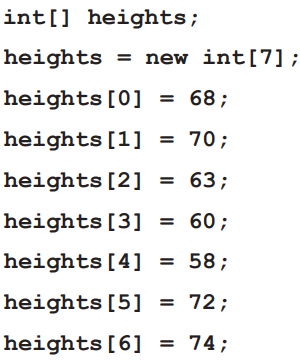 int[] heights;
heights = new int[7];
heights[0] = 68;
heights[1] = 70;
heights[2] = 63;
heights[3] = 60;
heights[4] = 58;
heights[5] = 72;
heights[6] = 74;